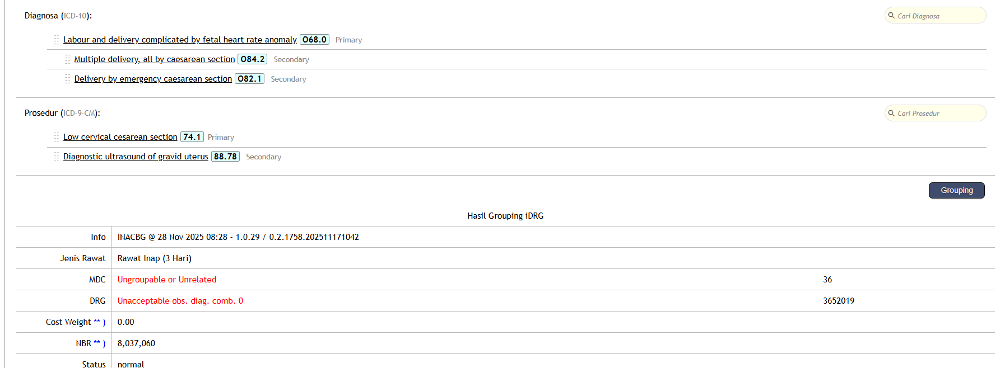 Diagnosa (ICD-10):
Cari Diagnosa
Labour and delivery complicated by fetal heart rate anomaly O68.0 Primary
Multiple delivery, all by caesarean section O84.2 Secondary
Delivery by emergency caesarean section O82.1 Secondary
Prosedur (ICD-9-CM):
Cari Prosedur
Low cervical cesarean section 74.1 Primary
Diagnostic ultrasound of gravid uterus 88.78 Secondary
Grouping
Hasil Grouping iDRG
Info INACBG @ 28 Nov 2025 08:28 - 1.0.29 / 0.2.1758.202511171042
Jenis Rawat Rawat Inap (3 Hari)
MDC Ungroupable or Unrelated 36
DRG Unacceptable obs. diag. comb. 0 3652019
Cost Weight ** ) 0.00
NBR ** ) 8,037,060
Status normal